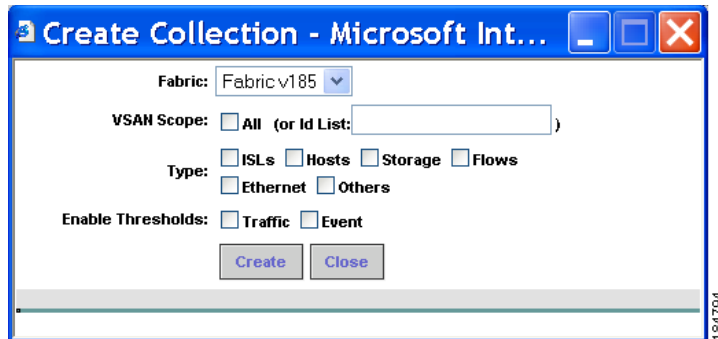 Create Collection - Microsoft Int...
Fabric: Fabric v185
VSAN Scope: All (or Id List: )
Type: ISLs Hosts Storage Flows
Ethernet Others
Enable Thresholds: Traffic Event
Create Close
184794